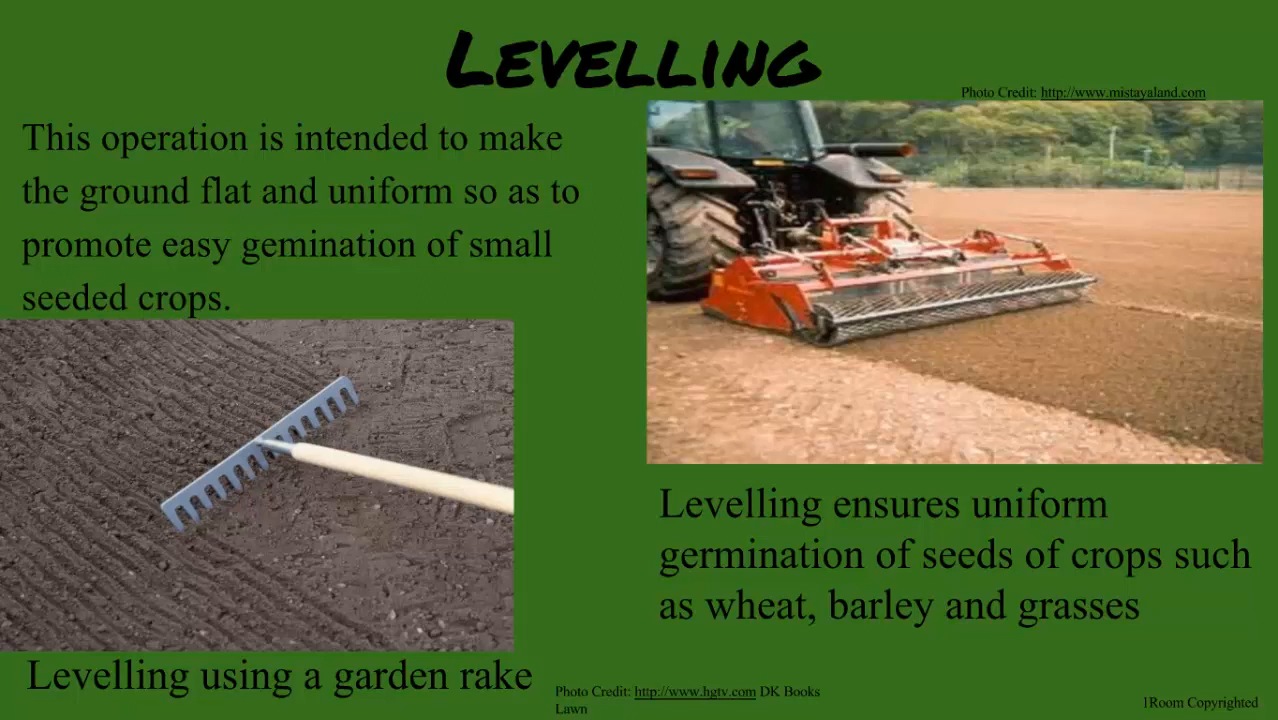 LEVELLING
Photo Credit: http://www.mistayaland.com
This operation is intended to make
the ground flat and uniform so as to
promote easy gemination of small
seeded crops.
Levelling ensures uniform
germination of seeds of crops such
as wheat, barley and grasses
Levelling using a garden rake
Photo Credit: http://www.hgtv.com DK Books
Lawn
1Room Copyrighted